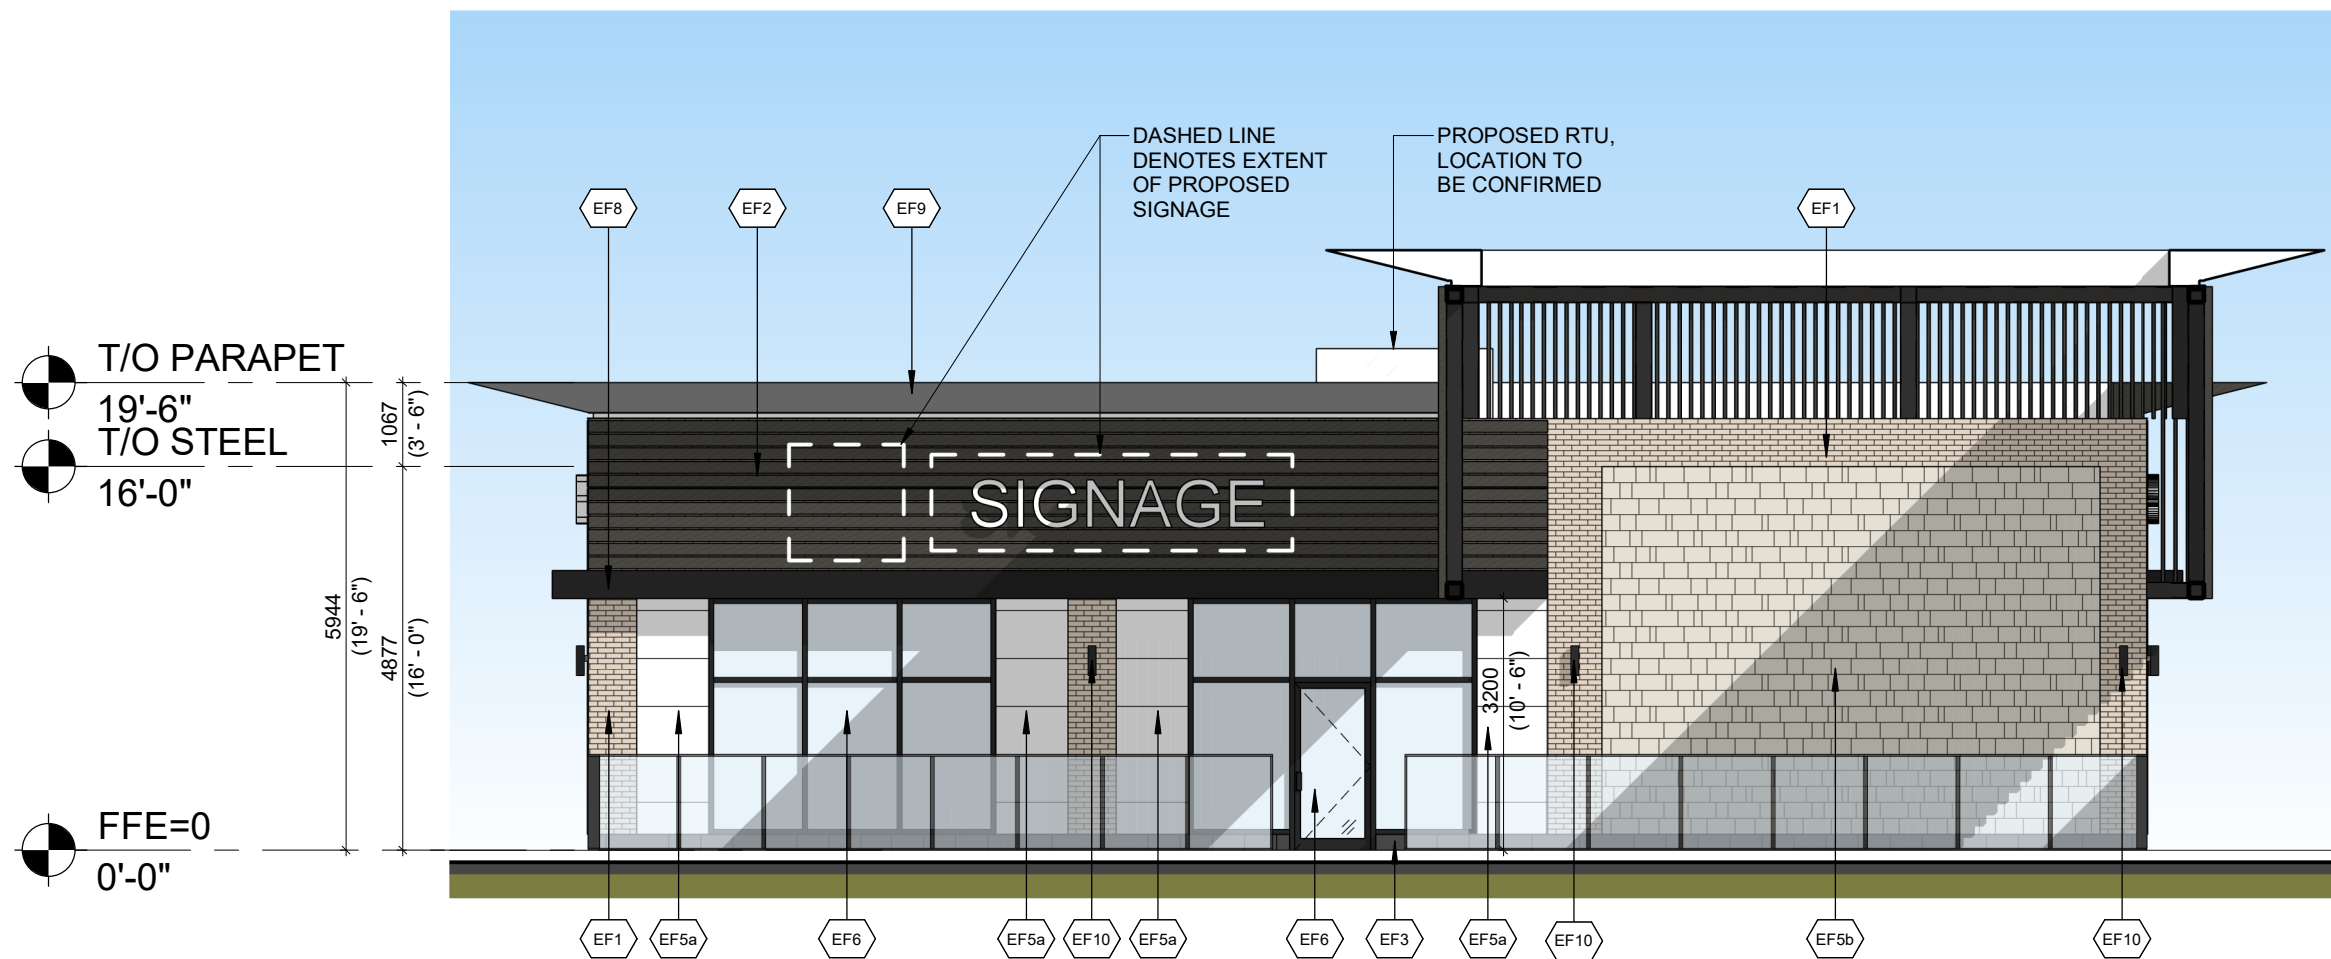 DASHED LINE
DENOTES EXTENT
OF PROPOSED
SIGNAGE
PROPOSED RTU,
LOCATION TO
BE CONFIRMED
EF8
EF2
EF9
EF1
T/O PARAPET
19'-6"
T/O STEEL
16'-0"
1067
(3' - 6")
5944
(19' - 6")
4877
(16' - 0")
SIGNAGE
3200
(10' - 6")
FFE=0
0'-0"
EF1
EF5a
EF6
EF5a
EF10
EF5a
EF6
EF3
EF5a
EF10
EF5b
EF10